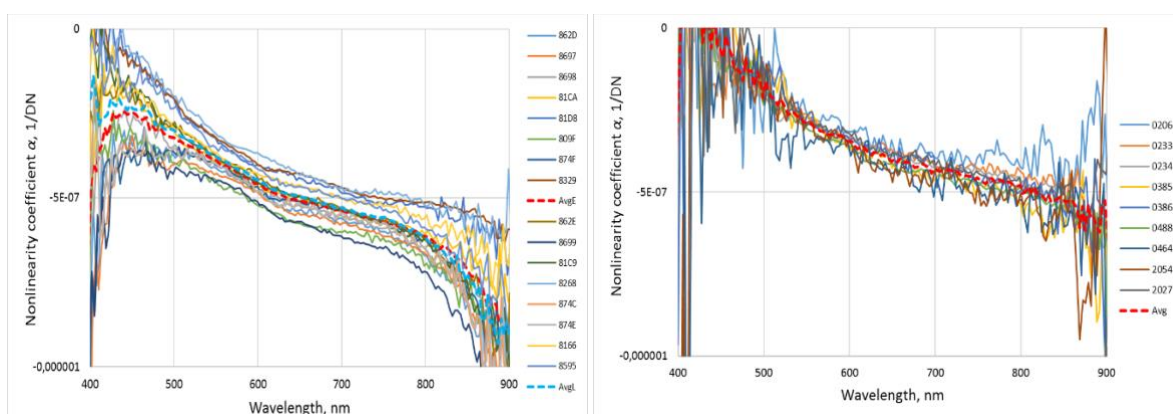 0
-5E-07
-0,000001
400 500 600 700 800 900
Wavelength, nm
Nonlinearity coefficient α, 1/DN
862D
8697
8698
81CA
81D8
809F
874F
8329
AvgE
862E
8699
81C9
8268
874C
874E
8166
8595
AvgL
0
-5E-07
-0,000001
400 500 600 700 800 900
Wavelength, nm
Nonlinearity coefficient α, 1/DN
0206
0233
0234
0385
0386
0488
0464
2054
2027
Avg